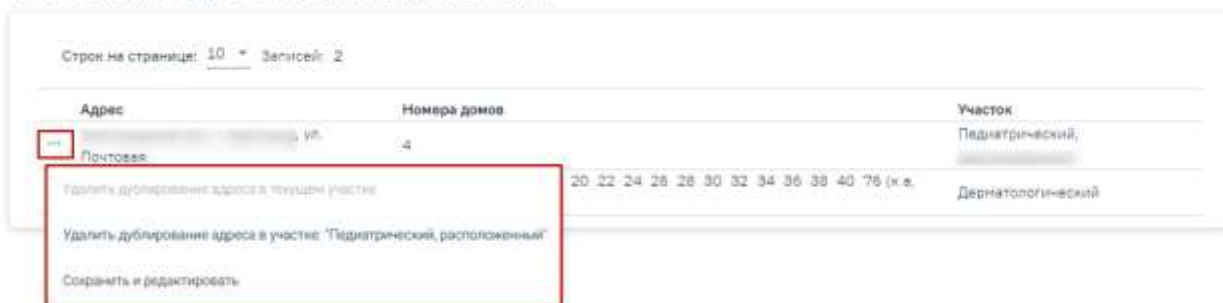 Строк на странице: 10 Записей: 2
Адрес Номера домов Участок
ул. Почтовая 4 Педиатрический,
20 22 24 26 28 30 32 34 36 38 40 76 (к.в, Дерматологический
Удалить дублирование адреса в текущем участке
Удалить дублирование адреса в участке: "Педиатрический, расположенный"
Сохранить и редактировать